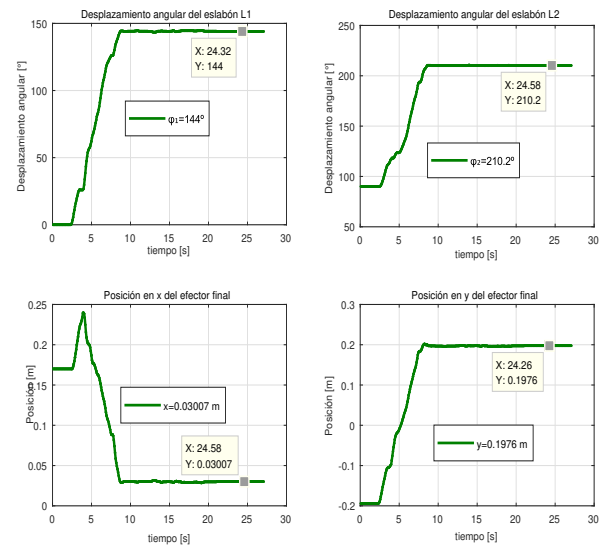 Desplazamiento angular del eslabón L1
Desplazamiento angular [°]
150
100
50
0
X: 24.32
Y: 144
φ₁=144º
0 5 10 15 20 25 30
tiempo [s]
Desplazamiento angular del eslabón L2
Desplazamiento angular [°]
250
200
150
100
50
X: 24.58
Y: 210.2
φ₂=210.2º
0 5 10 15 20 25 30
tiempo [s]
Posición en x del efector final
Posición [m]
0.25
0.2
0.15
0.1
0.05
0
x=0.03007 m
X: 24.58
Y: 0.03007
0 5 10 15 20 25 30
tiempo [s]
Posición en y del efector final
Posición [m]
0.3
0.2
0.1
0
-0.1
-0.2
X: 24.26
Y: 0.1976
y=0.1976 m
0 5 10 15 20 25 30
tiempo [s]